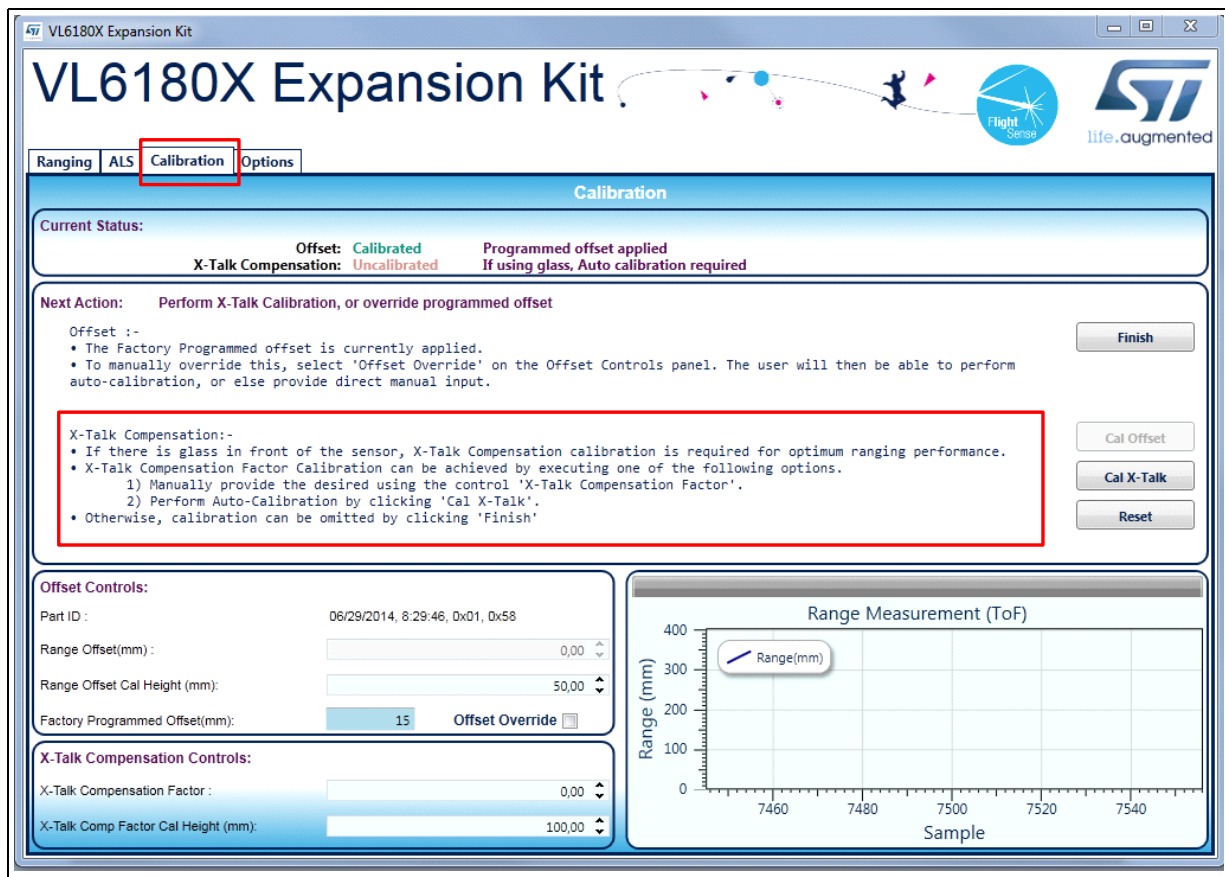 VL6180X Expansion Kit
VL6180X Expansion Kit
Flight
Sense
life.augmented
Ranging ALS Calibration Options
Calibration
Current Status:
Offset: Calibrated Programmed offset applied
X-Talk Compensation: Uncalibrated If using glass, Auto calibration required
Next Action: Perform X-Talk Calibration, or override programmed offset
Offset :-
• The Factory Programmed offset is currently applied.
• To manually override this, select 'Offset Override' on the Offset Controls panel. The user will then be able to perform
auto-calibration, or else provide direct manual input.
Finish
X-Talk Compensation:-
• If there is glass in front of the sensor, X-Talk Compensation calibration is required for optimum ranging performance.
• X-Talk Compensation Factor Calibration can be achieved by executing one of the following options.
1) Manually provide the desired using the control 'X-Talk Compensation Factor'.
2) Perform Auto-Calibration by clicking 'Cal X-Talk'.
• Otherwise, calibration can be omitted by clicking 'Finish'
Cal Offset
Cal X-Talk
Reset
Offset Controls:
Part ID : 06/29/2014, 8:29:46, 0x01, 0x58
Range Offset(mm) : 0,00
Range Offset Cal Height (mm): 50,00
Factory Programmed Offset(mm): 15 Offset Override
X-Talk Compensation Controls:
X-Talk Compensation Factor : 0,00
X-Talk Comp Factor Cal Height (mm): 100,00
Range Measurement (ToF)
Range(mm)
Range (mm)
400
300
200
100
0
7460 7480 7500 7520 7540
Sample